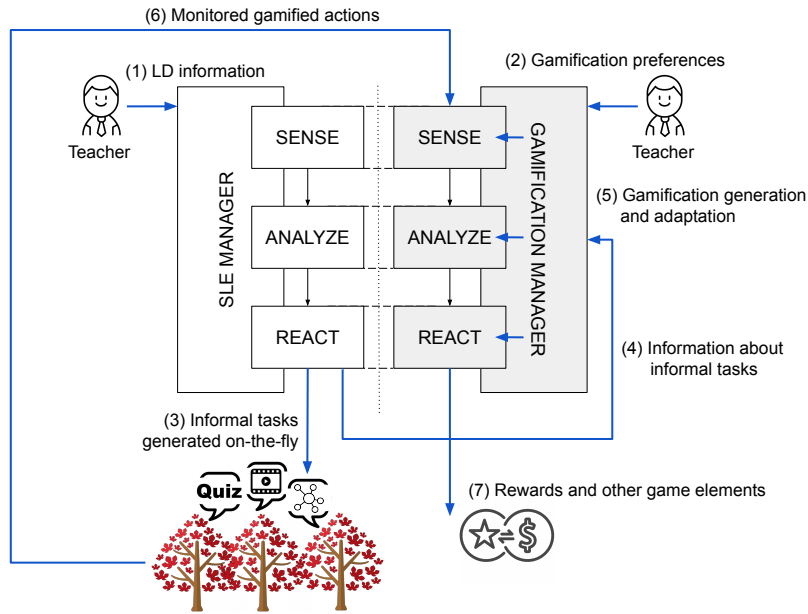 (6) Monitored gamified actions
(1) LD information
(2) Gamification preferences
Teacher
Teacher
SLE MANAGER
GAMIFICATION MANAGER
SENSE
SENSE
(5) Gamification generation
and adaptation
ANALYZE
ANALYZE
REACT
REACT
(4) Information about
informal tasks
(3) Informal tasks
generated on-the-fly
Quiz
(7) Rewards and other game elements
$